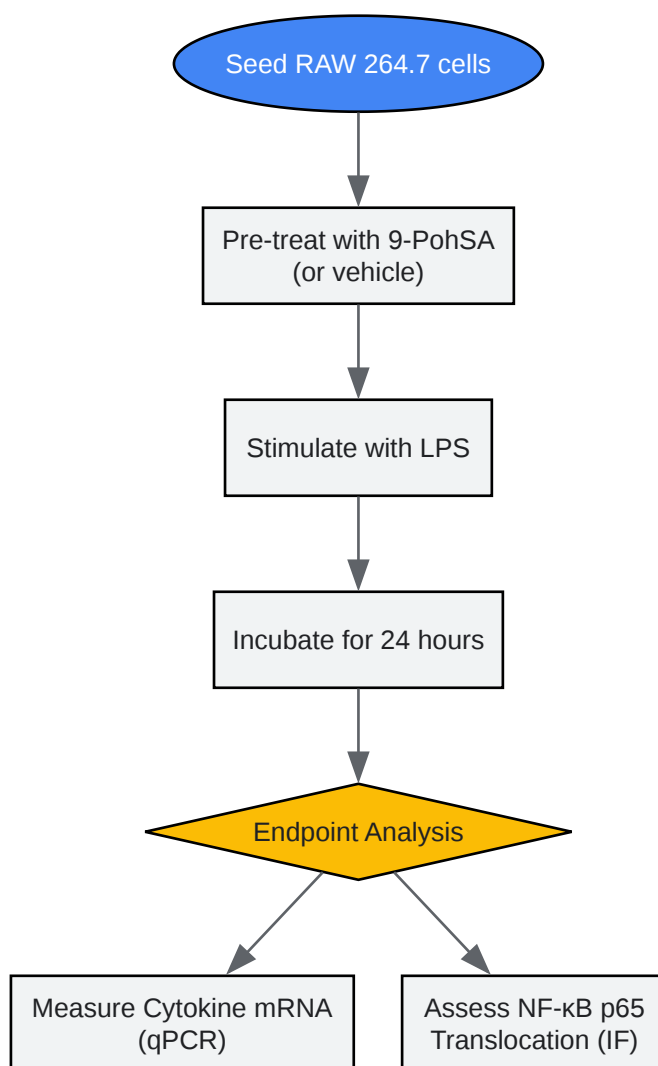 Seed RAW 264.7 cells
Pre-treat with 9-PohSA
(or vehicle)
Stimulate with LPS
Incubate for 24 hours
Endpoint Analysis
Measure Cytokine mRNA
(qPCR)
Assess NF-κB p65
Translocation (IF)